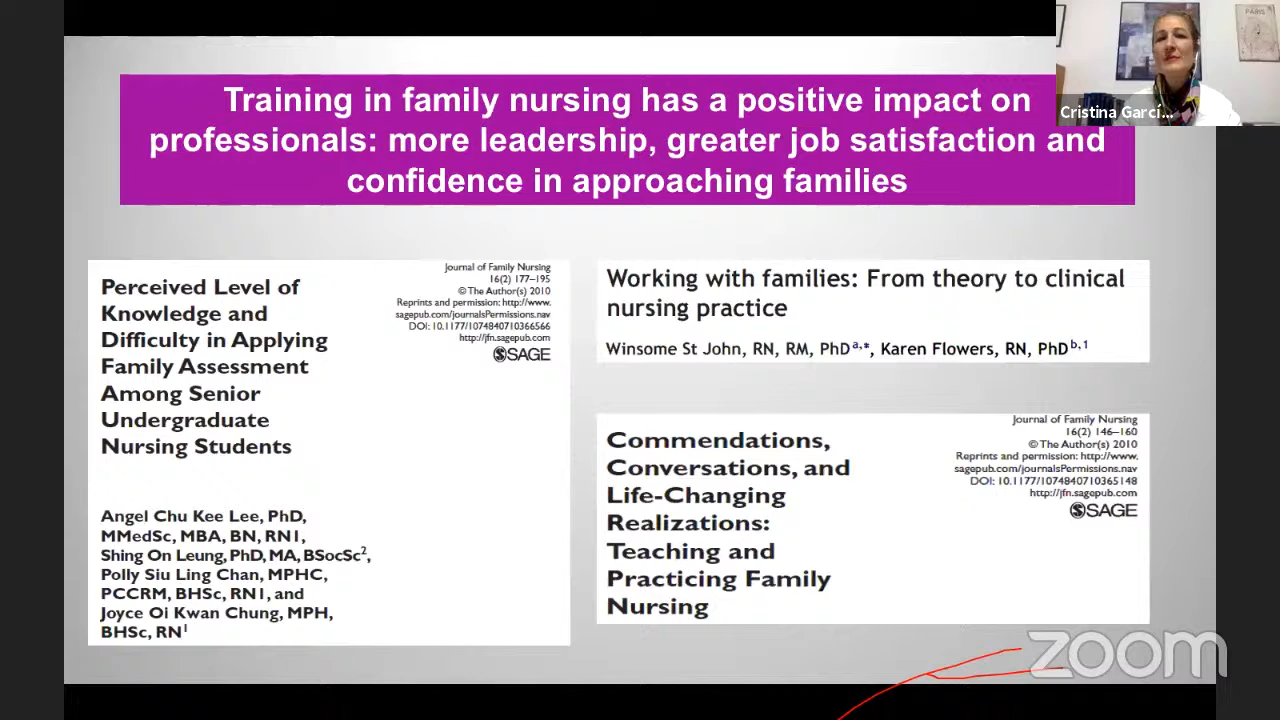 Training in family nursing has a positive impact on
professionals: more leadership, greater job satisfaction and
confidence in approaching families
Cristina Garcí...
PARIS
Perceived Level of
Knowledge and
Difficulty in Applying
Family Assessment
Among Senior
Undergraduate
Nursing Students
Journal of Family Nursing
16(2) 177–195
© The Author(s) 2010
Reprints and permission: http://www.
sagepub.com/journalsPermissions.nav
DOI: 10.1177/1074840710366566
http://jfn.sagepub.com
SAGE
Angel Chu Kee Lee, PhD,
MMedSc, MBA, BN, RN1,
Shing On Leung, PhD, MA, BSocSc2,
Polly Siu Ling Chan, MPHC,
PCCRM, BHSc, RN1, and
Joyce Oi Kwan Chung, MPH,
BHSc, RN1
Working with families: From theory to clinical
nursing practice
Winsome St John, RN, RM, PhD a,*, Karen Flowers, RN, PhD b,1
Commendations,
Conversations, and
Life-Changing
Realizations:
Teaching and
Practicing Family
Nursing
Journal of Family Nursing
16(2) 146–160
© The Author(s) 2010
Reprints and permission: http://www.
sagepub.com/journalsPermissions.nav
DOI: 10.1177/1074840710365148
http://jfn.sagepub.com
SAGE
zoom